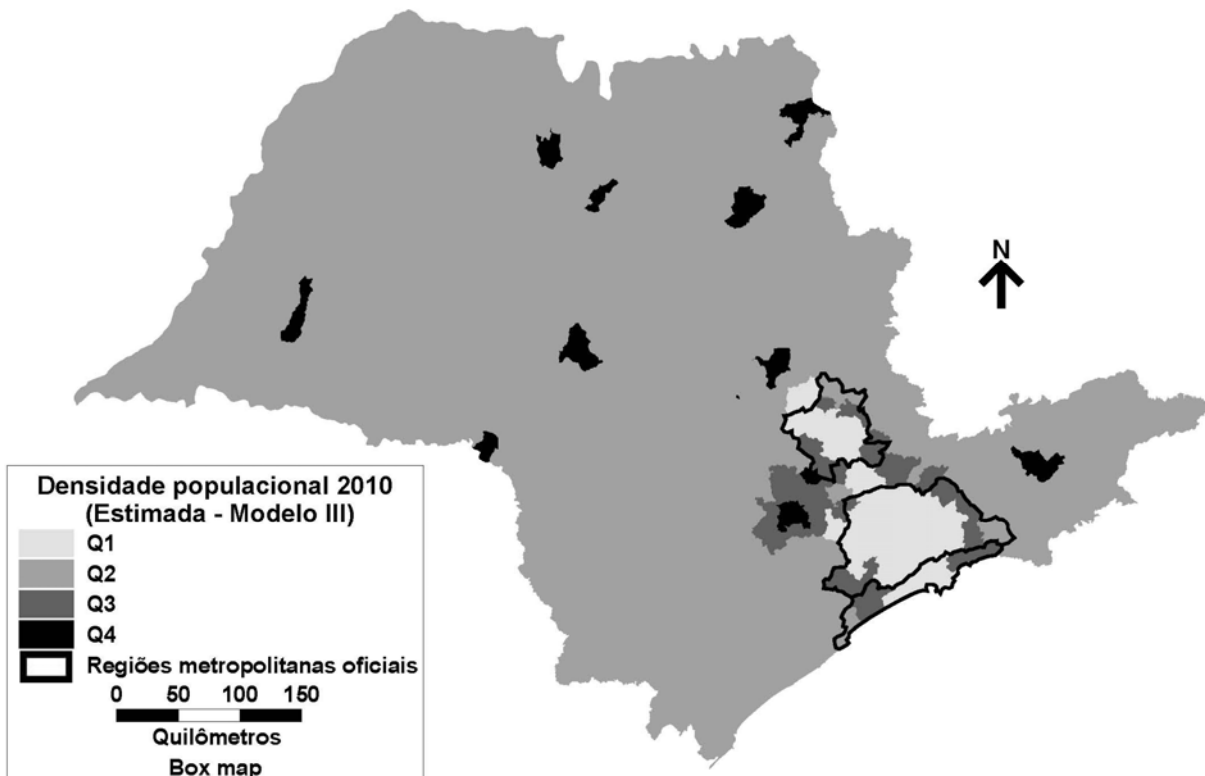 N
Densidade populacional 2010
(Estimada - Modelo III)
Q1
Q2
Q3
Q4
Regiões metropolitanas oficiais
0 50 100 150
Quilômetros
Box map